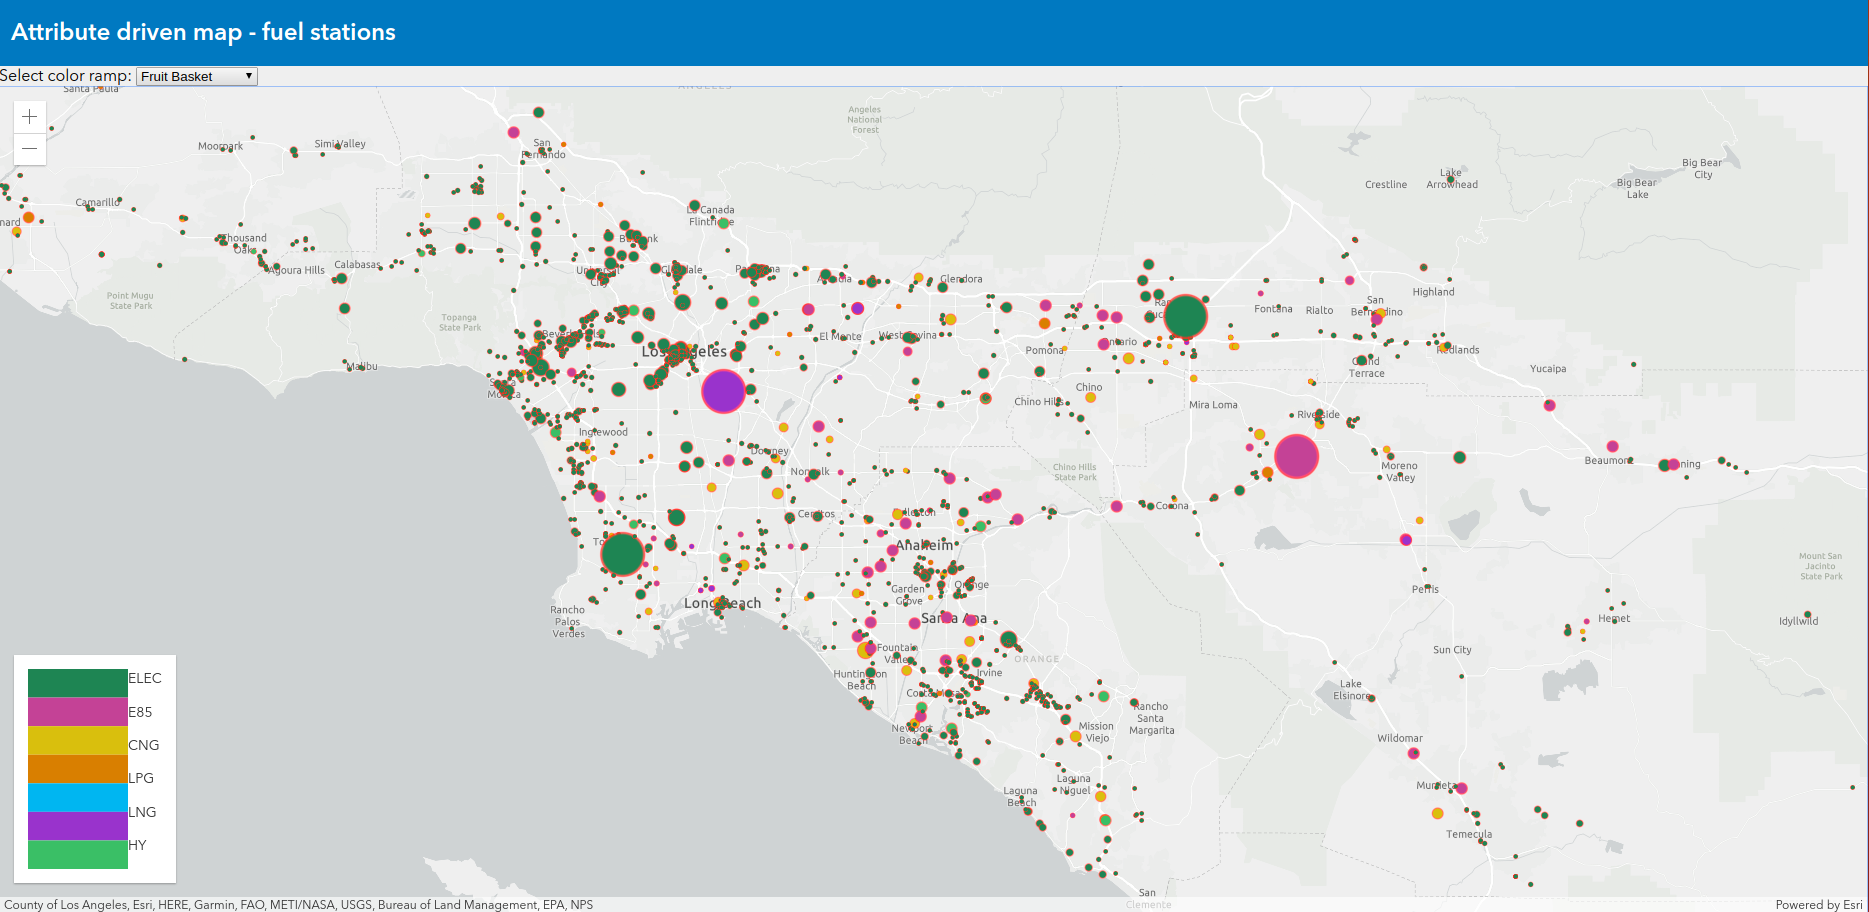 Attribute driven map - fuel stations
Select color ramp: Fruit Basket
Santa Paula
ANGELES
Angeles
National
Forest
Moorpark
Simi Valley
San
Fernando
Big Bear
City
Lake
Arrowhead
Crestline
Big Bear
Lake
Camarillo
La Canada
Flintridge
Thousand
Oaks
Agoura Hills
Calabasas
Universal
City
Glendale
Glendora
Point Mugu
State Park
Topanga
State Park
Highland
Fontana
Rialto
San
Bernardino
El Monte
West Covina
Los Angeles
Pomona
Ontario
Redlands
Malibu
Santa
Monica
Grand
Terrace
Yucaipa
Chino
Chino Hills
Mira Loma
Riverside
Inglewood
Downey
Norwalk
Chino Hills
State Park
Moreno
Valley
Beaumont
Cerritos
Fullerton
Corona
Anaheim
Mount San
Jacinto
State Park
Garden
Grove
Orange
Perris
Long Beach
Rancho
Palos
Verdes
Santa Ana
Hemet
Idyllwild
Fountain
Valley
ORANGE
Sun City
Huntington
Beach
Irvine
Costa Mesa
Lake
Elsinore
Rancho
Santa
Margarita
Newport
Beach
Mission
Viejo
Wildomar
Laguna
Niguel
Laguna
Beach
Murrieta
Temecula
San
Clemente
ELEC
E85
CNG
LPG
LNG
HY
County of Los Angeles, Esri, HERE, Garmin, FAO, METI/NASA, USGS, Bureau of Land Management, EPA, NPS
Powered by Esri